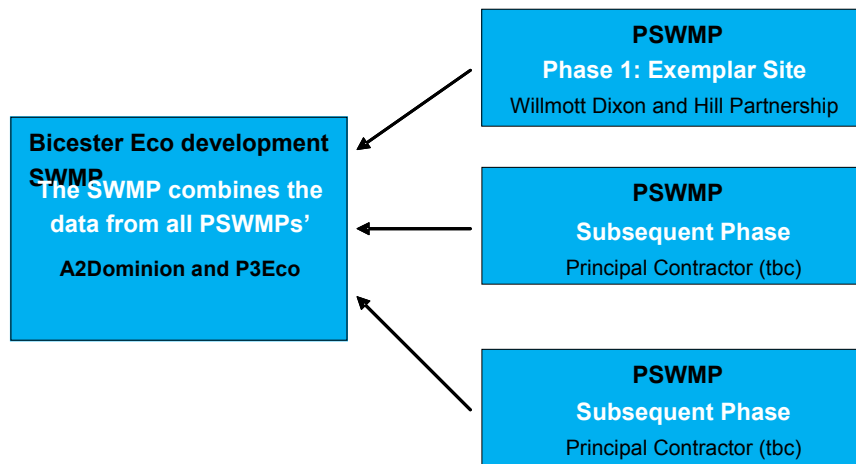 Bicester Eco development
SWMP
The SWMP combines the
data from all PSWMPs’
A2Dominion and P3Eco
PSWMP
Phase 1: Exemplar Site
Willmott Dixon and Hill Partnership
PSWMP
Subsequent Phase
Principal Contractor (tbc)
PSWMP
Subsequent Phase
Principal Contractor (tbc)